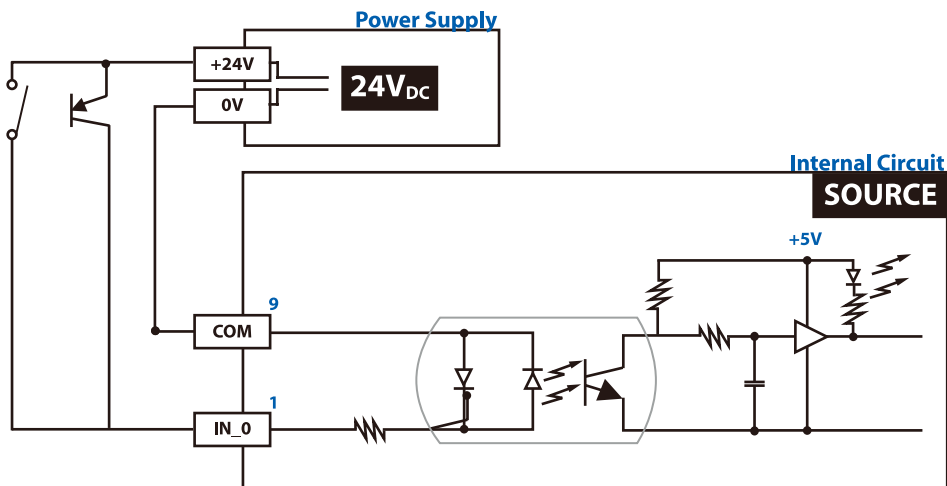 Power Supply
+24V
0V
24VDC
Internal Circuit
SOURCE
+5V
9
COM
1
IN_0